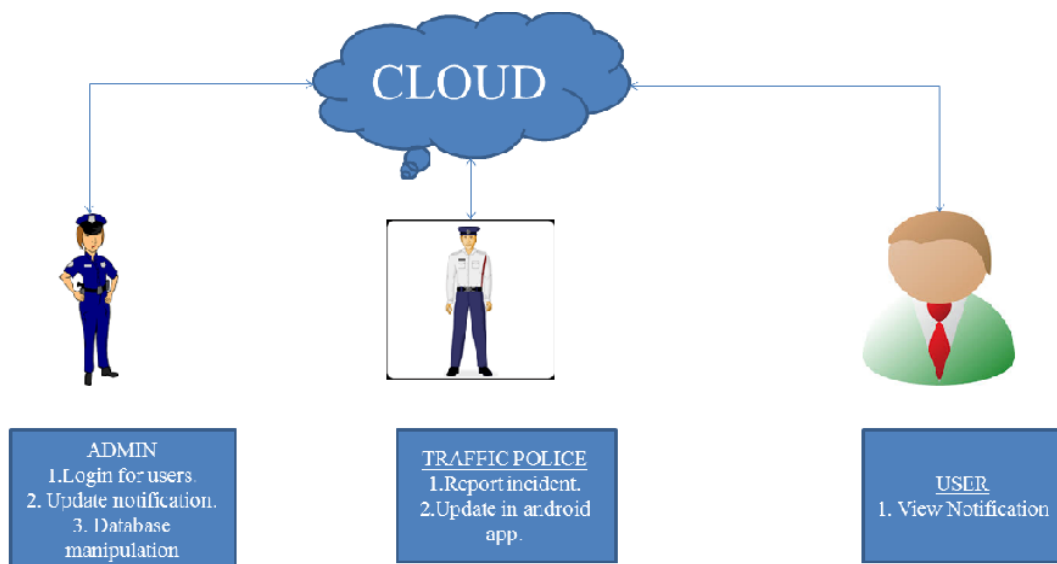 CLOUD
ADMIN
1.Login for users.
2. Update notification.
3. Database
manipulation
TRAFFIC POLICE
1.Report incident.
2.Update in android
app.
USER
1. View Notification